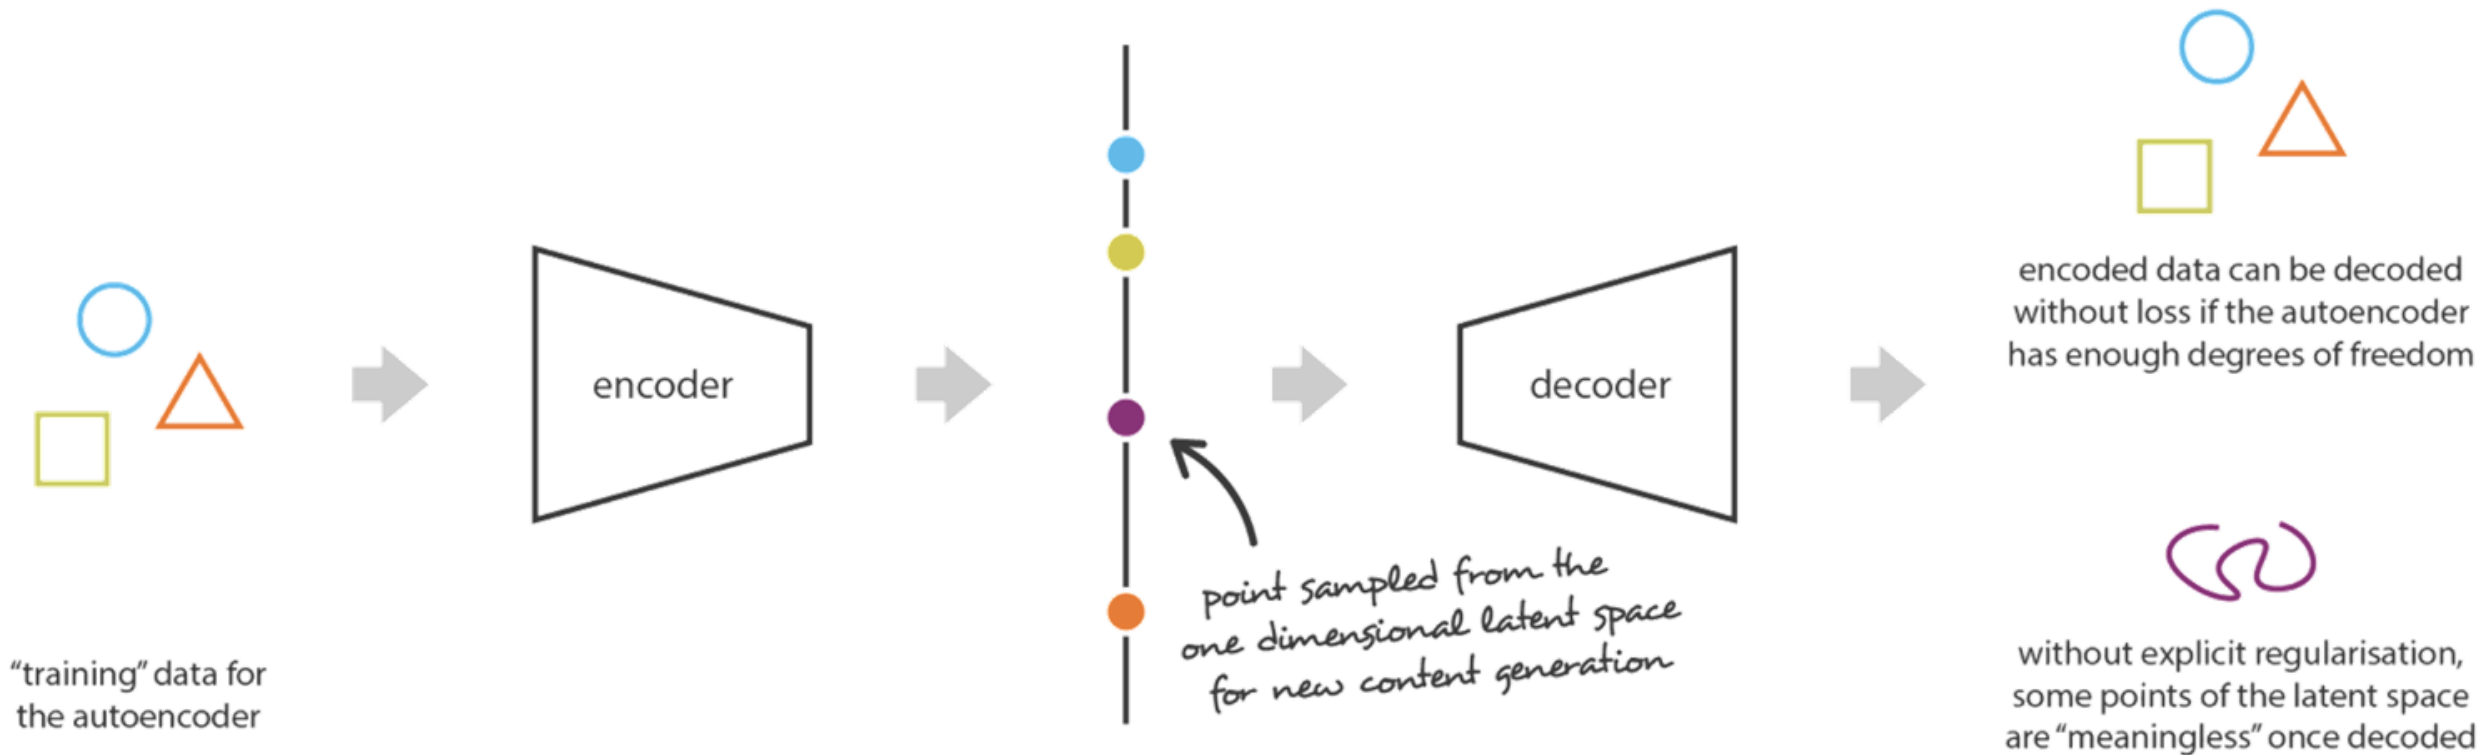 “training” data for
the autoencoder
encoder
point sampled from the
one dimensional latent space
for new content generation
decoder
encoded data can be decoded
without loss if the autoencoder
has enough degrees of freedom
without explicit regularisation,
some points of the latent space
are “meaningless” once decoded